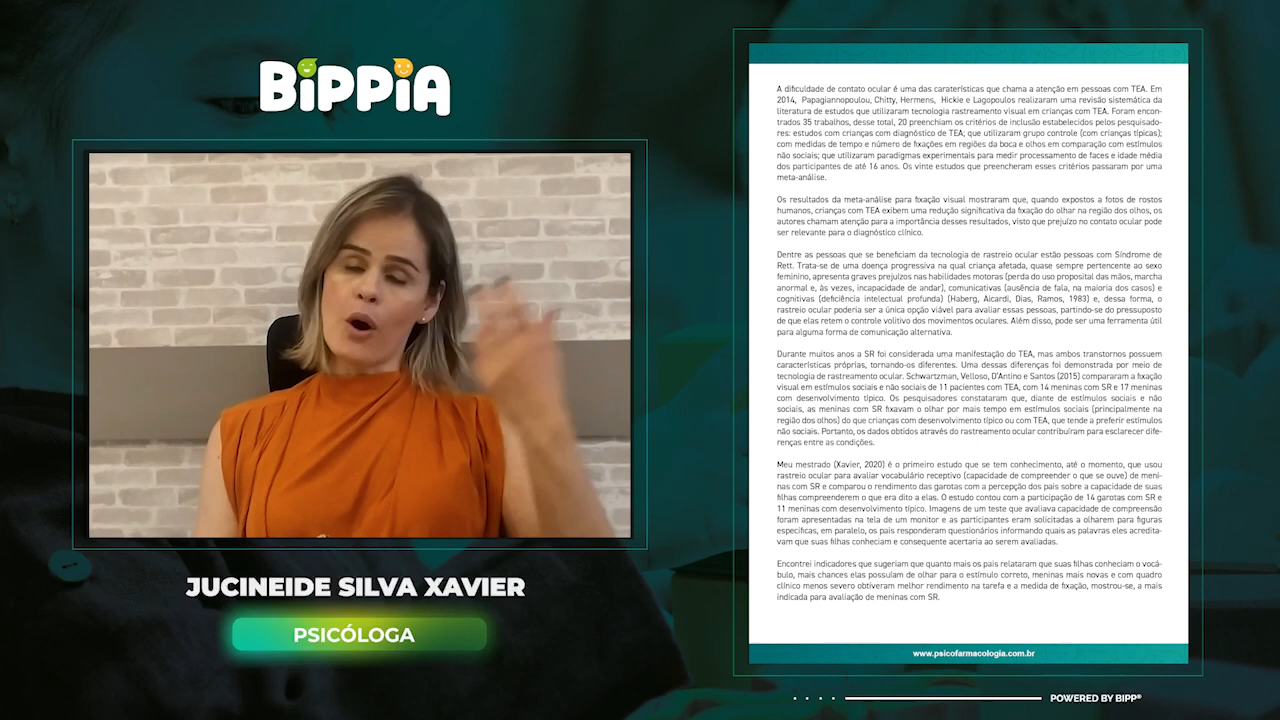 BiPPiA
JUCINEIDE SILVA XAVIER
PSICÓLOGA
A dificuldade de contato ocular é uma das caraterísticas que chama a atenção em pessoas com TEA. Em
2014, Papagiannopoulou, Chitty, Hermens, Hickie e Lagopoulos realizaram uma revisão sistemática da
literatura de estudos que utilizaram tecnologia rastreamento visual em crianças com TEA. Foram encon-
trados 35 trabalhos, desse total, 20 preenchiam os critérios de inclusão estabelecidos pelos pesquisado-
res: estudos com crianças com diagnóstico de TEA; que utilizaram grupo controle (com crianças típicas);
com medidas de tempo e número de fixações em regiões da boca e olhos em comparação com estímulos
não sociais; que utilizaram paradigmas experimentais para medir processamento de faces e idade média
dos participantes de até 16 anos. Os vinte estudos que preencheram esses critérios passaram por uma
meta-análise.
Os resultados da meta-análise para fixação visual mostraram que, quando expostos a fotos de rostos
humanos, crianças com TEA exibem uma redução significativa da fixação do olhar na região dos olhos, os
autores chamam atenção para a importância desses resultados, visto que prejuízo no contato ocular pode
ser relevante para o diagnóstico clínico.
Dentre as pessoas que se beneficiam da tecnologia de rastreio ocular estão pessoas com Síndrome de
Rett. Trata-se de uma doença progressiva na qual criança afetada, quase sempre pertencente ao sexo
feminino, apresenta graves prejuízos nas habilidades motoras (perda do uso proposital das mãos, marcha
anormal e, às vezes, incapacidade de andar), comunicativas (ausência de fala, na maioria dos casos) e
cognitivas (deficiência intelectual profunda) (Haberg, Aicardi, Dias, Ramos, 1983) e, dessa forma, o
rastreio ocular poderia ser a única opção viável para avaliar essas pessoas, partindo-se do pressuposto
de que elas retem o controle volitivo dos movimentos oculares. Além disso, pode ser uma ferramenta útil
para alguma forma de comunicação alternativa.
Durante muitos anos a SR foi considerada uma manifestação do TEA, mas ambos transtornos possuem
características próprias, tornando-os diferentes. Uma dessas diferenças foi demonstrada por meio de
tecnologia de rastreamento ocular. Schwartzman, Velloso, D'Antino e Santos (2015) compararam a fixação
visual em estímulos sociais e não sociais de 11 pacientes com TEA, com 14 meninas com SR e 17 meninas
com desenvolvimento típico. Os pesquisadores constataram que, diante de estímulos sociais e não
sociais, as meninas com SR fixavam o olhar por mais tempo em estímulos sociais (principalmente na
região dos olhos) do que crianças com desenvolvimento típico ou com TEA, que tende a preferir estímulos
não sociais. Portanto, os dados obtidos através do rastreamento ocular contribuíram para esclarecer dife-
renças entre as condições.
Meu mestrado (Xavier, 2020) é o primeiro estudo que se tem conhecimento, até o momento, que usou
rastreio ocular para avaliar vocabulário receptivo (capacidade de compreender o que se ouve) de meni-
nas com SR e comparou o rendimento das garotas com a percepção dos pais sobre a capacidade de suas
filhas compreenderem o que era dito a elas. O estudo contou com a participação de 14 garotas com SR e
11 meninas com desenvolvimento típico. Imagens de um teste que avaliava capacidade de compreensão
foram apresentadas na tela de um monitor e as participantes eram solicitadas a olharem para figuras
específicas, em paralelo, os pais responderam questionários informando quais as palavras eles acredita-
vam que suas filhas conheciam e consequente acertaria ao serem avaliadas.
Encontrei indicadores que sugeriam que quanto mais os pais relataram que suas filhas conheciam o vocá-
bulo, mais chances elas possuíam de olhar para o estímulo correto, meninas mais novas e com quadro
clínico menos severo obtiveram melhor rendimento na tarefa e a medida de fixação, mostrou-se, a mais
indicada para avaliação de meninas com SR.
www.psicofarmacologia.com.br
POWERED BY BIPP®